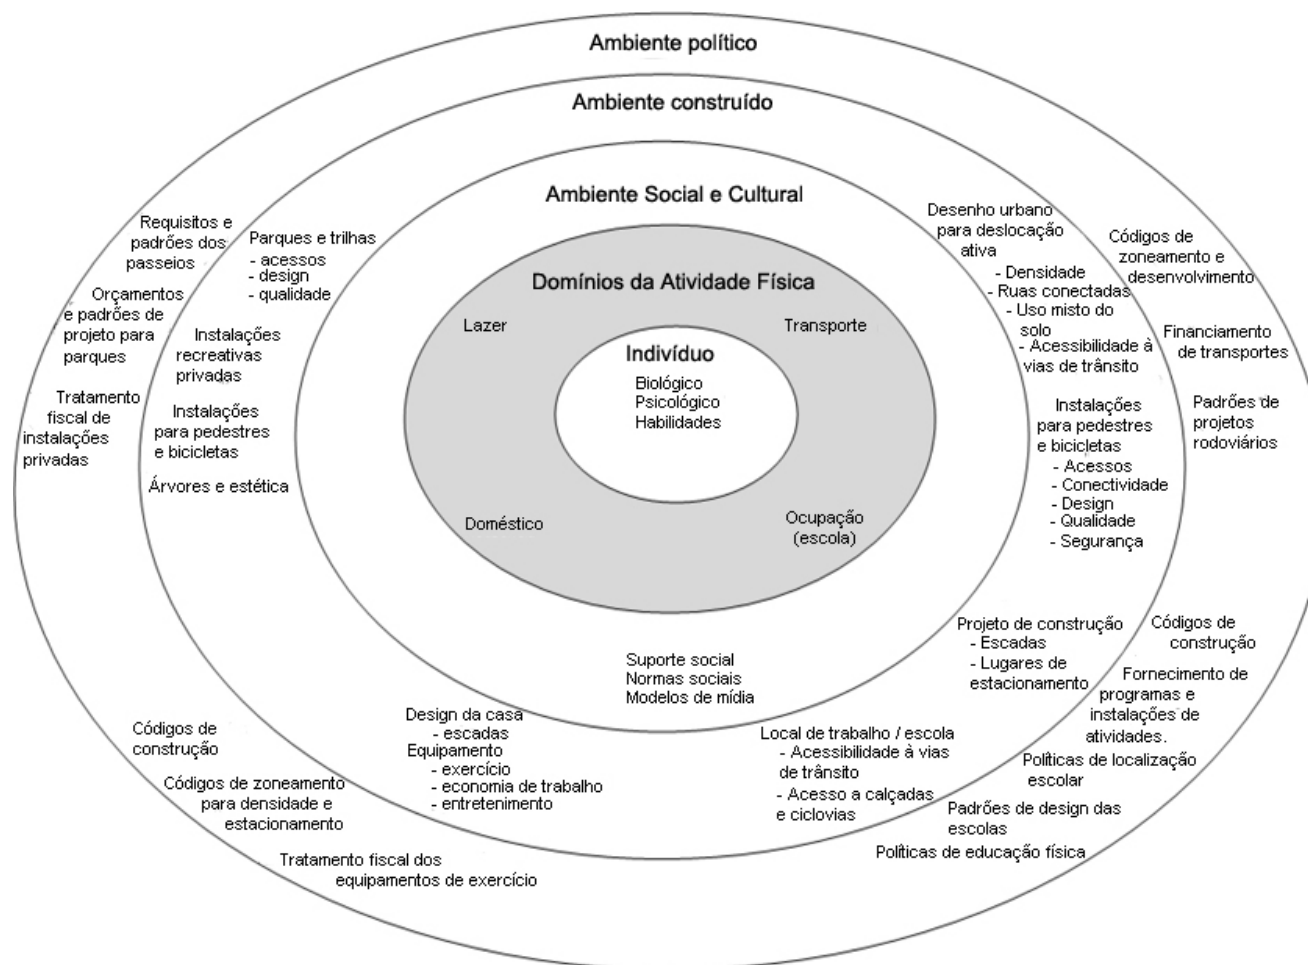 Ambiente político
Ambiente construído
Ambiente Social e Cultural
Domínios da Atividade Física
Lazer
Transporte
Indivíduo
Biológico
Psicológico
Habilidades
Doméstico
Ocupação
(escola)
Suporte social
Normas sociais
Modelos de mídia
Requisitos e
padrões dos
passeios
Orçamentos
e padrões de
projeto para
parques
Tratamento
fiscal de
instalações
privadas
Parques e trilhas
- acessos
- design
- qualidade
Instalações
recreativas
privadas
Instalações
para pedestres
e bicicletas
Árvores e estética
Desenho urbano
para deslocação
ativa
- Densidade
- Ruas conectadas
- Uso misto do
solo
- Acessibilidade à
vias de trânsito
Instalações
para pedestres
e bicicletas
- Acessos
- Conectividade
- Design
- Qualidade
- Segurança
Códigos de
zoneamento e
desenvolvimento
Financiamento
de transportes
Padrões de
projetos
rodoviários
Projeto de construção
- Escadas
- Lugares de
estacionamento
Códigos de
construção
Fornecimento de
programas e
instalações de
atividades.
Políticas de localização
escolar
Padrões de design das
escolas
Políticas de educação física
Local de trabalho / escola
- Acessibilidade à vias
de trânsito
- Acesso a calçadas
e ciclovias
Design da casa
- escadas
Equipamento
- exercício
- economia de trabalho
- entretenimento
Códigos de
construção
Códigos de zoneamento
para densidade e
estacionamento
Tratamento fiscal dos
equipamentos de exercício